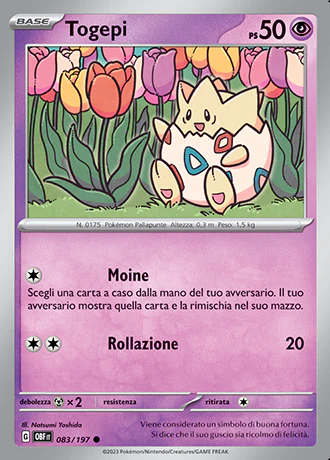 BASE Togepi PS 50
N. 0175 Pokémon Pallapunte Altezza: 0,3 m Peso: 1,5 kg
Moine
Scegli una carta a caso dalla mano del tuo avversario. Il tuo
avversario mostra quella carta e la rimischia nel suo mazzo.
Rollazione 20
debolezza ×2 resistenza ritirata
Ill. Natsumi Yoshida
G OBF IT 083/197
Viene considerato un simbolo di buona fortuna.
Si dice che il suo guscio sia ricolmo di felicità.
©2023 Pokémon/Nintendo/Creatures/GAME FREAK